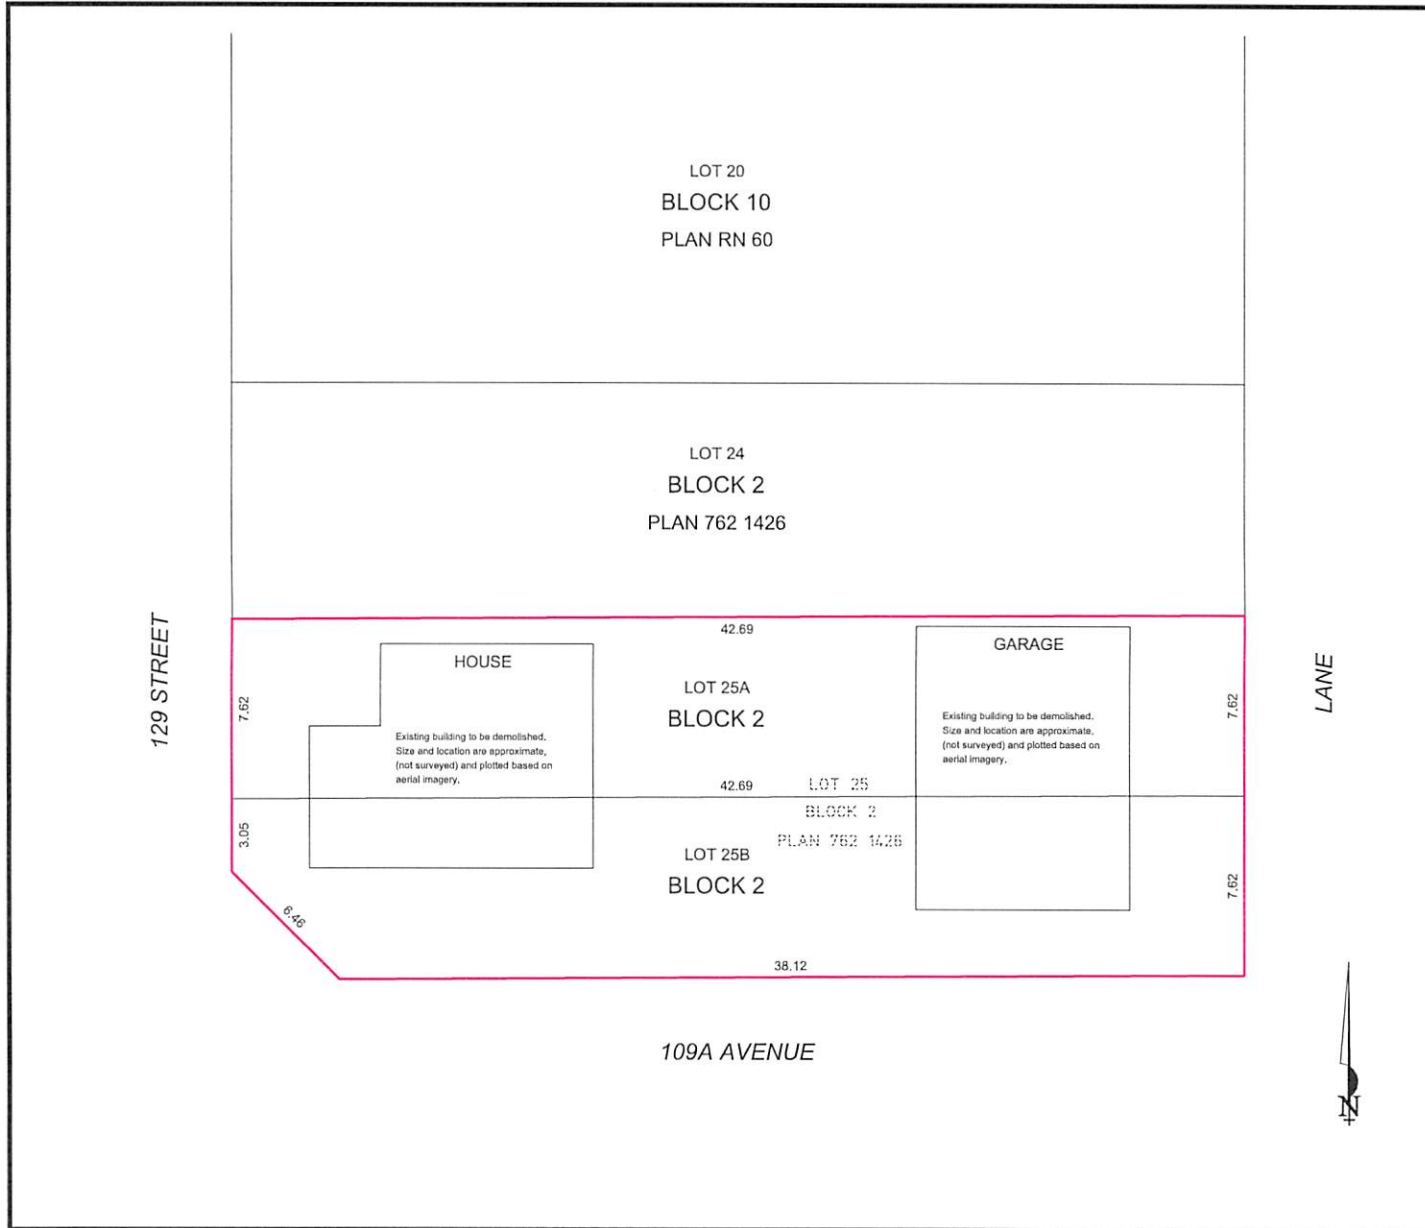 LOT 20
BLOCK 10
PLAN RN 60
LOT 24
BLOCK 2
PLAN 762 1426
129 STREET
LANE
42.69
HOUSE
GARAGE
7.62
LOT 25A
BLOCK 2
7.62
Existing building to be demolished.
Size and location are approximate,
(not surveyed) and plotted based on
aerial imagery.
Existing building to be demolished.
Size and location are approximate,
(not surveyed) and plotted based on
aerial imagery.
42.69
LOT 25
BLOCK 2
PLAN 762 1426
3.05
LOT 25B
BLOCK 2
7.62
6.46
38.12
109A AVENUE
N